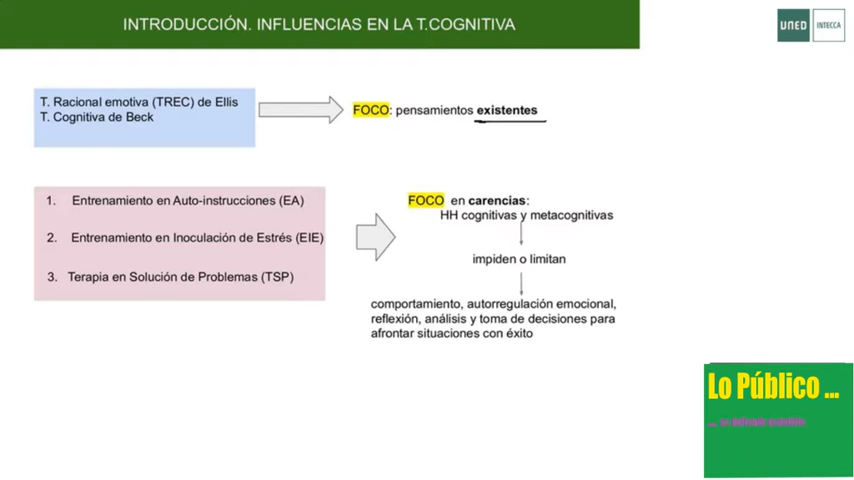 INTRODUCCIÓN. INFLUENCIAS EN LA T.COGNITIVA
UNED INTECCA
T. Racional emotiva (TREC) de Ellis
T. Cognitiva de Beck
FOCO: pensamientos existentes
1. Entrenamiento en Auto-instrucciones (EA)
2. Entrenamiento en Inoculación de Estrés (EIE)
3. Terapia en Solución de Problemas (TSP)
FOCO en carencias:
HH cognitivas y metacognitivas
impiden o limitan
comportamiento, autorregulación emocional,
reflexión, análisis y toma de decisiones para
afrontar situaciones con éxito
Lo Público ...